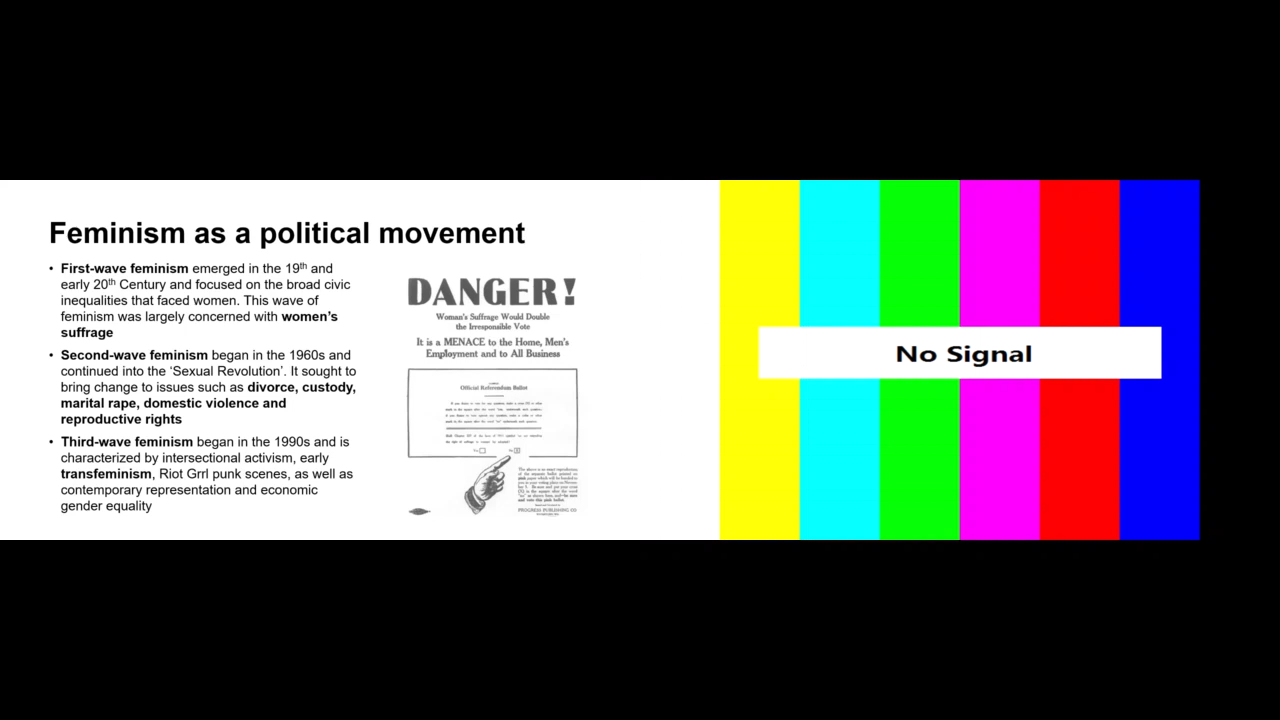 Feminism as a political movement
• First-wave feminism emerged in the 19th and
early 20th Century and focused on the broad civic
inequalities that faced women. This wave of
feminism was largely concerned with women's
suffrage
• Second-wave feminism began in the 1960s and
continued into the 'Sexual Revolution'. It sought to
bring change to issues such as divorce, custody,
marital rape, domestic violence and
reproductive rights
• Third-wave feminism began in the 1990s and is
characterized by intersectional activism, early
transfeminism, Riot Grrl punk scenes, as well as
contemporary representation and economic
gender equality
DANGER!
Woman's Suffrage Would Double
the Irresponsible Vote
It is a MENACE to the Home, Men's
Employment and to All Business
Official Referendum Ballot
PROGRESS PUBLISHING CO
No Signal